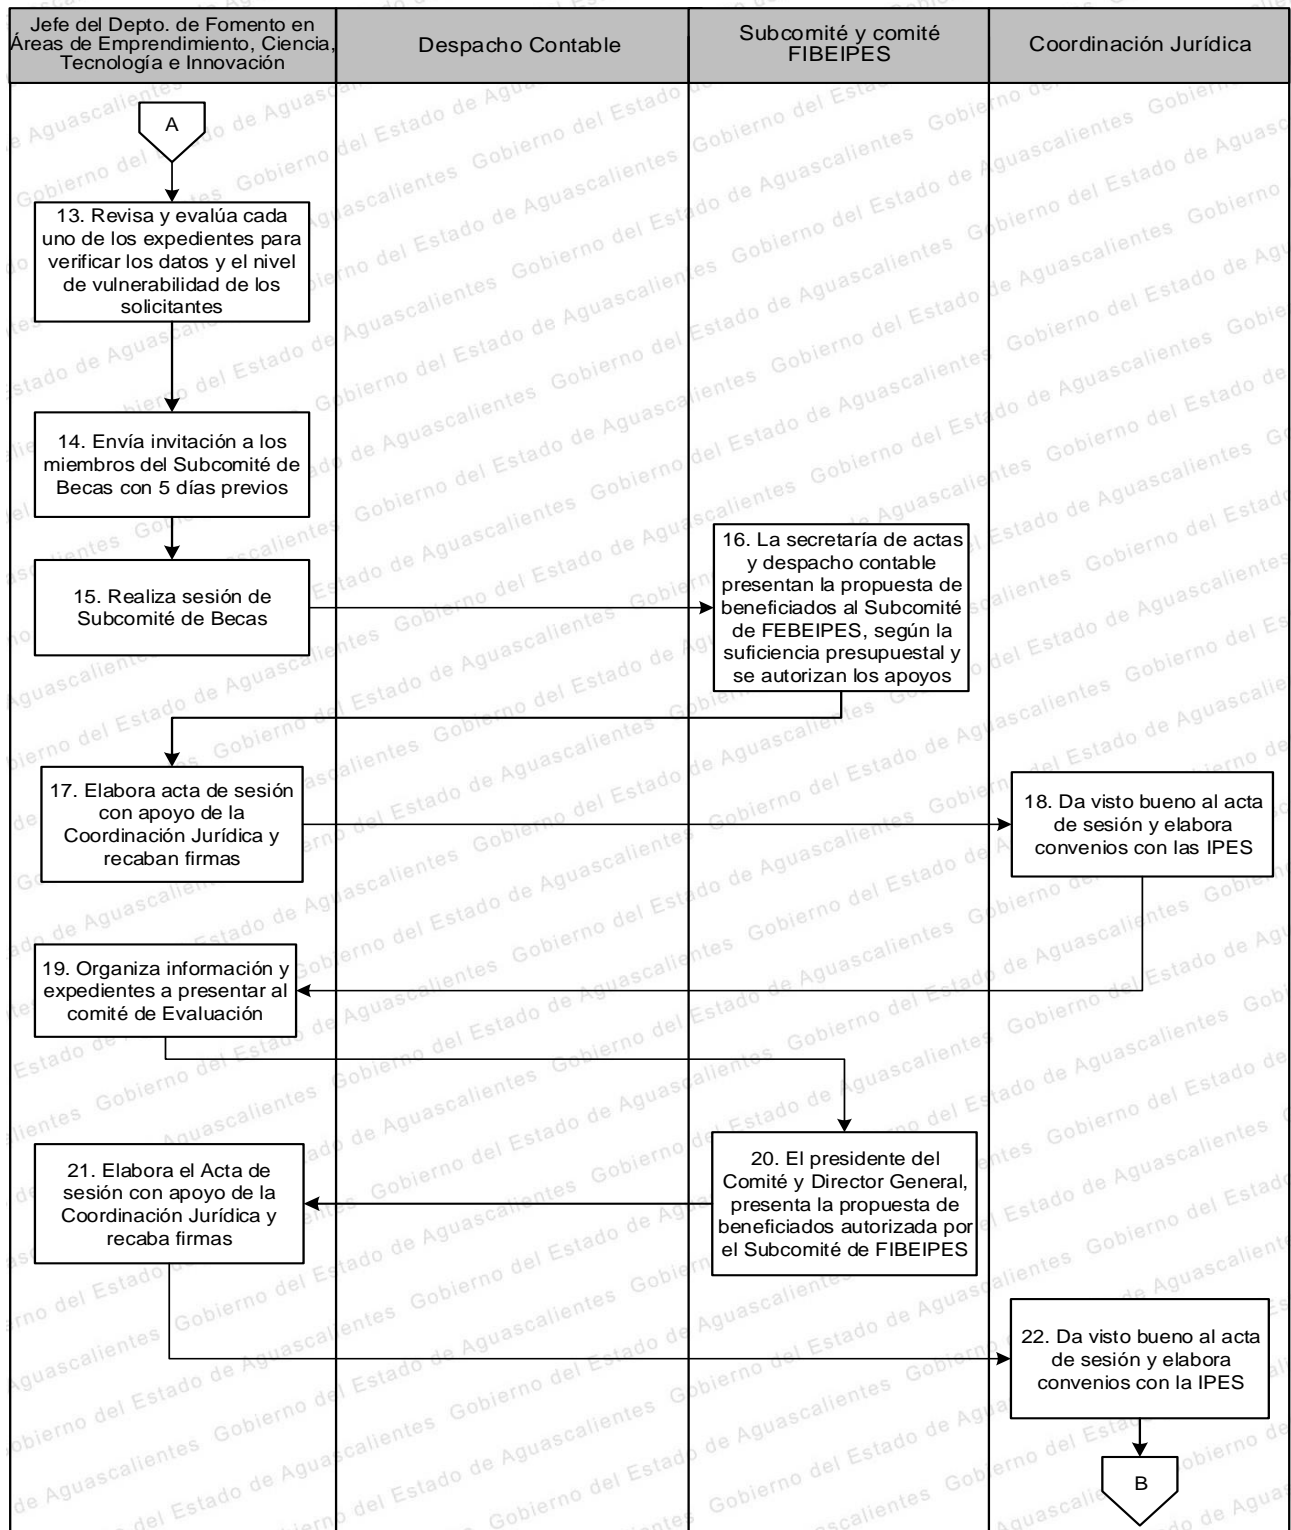 Jefe del Depto. de Fomento en
Áreas de Emprendimiento, Ciencia,
Tecnología e Innovación
Despacho Contable
Subcomité y comité
FIBEIPES
Coordinación Jurídica
A
13. Revisa y evalúa cada
uno de los expedientes para
verificar los datos y el nivel
de vulnerabilidad de los
solicitantes
14. Envía invitación a los
miembros del Subcomité de
Becas con 5 días previos
15. Realiza sesión de
Subcomité de Becas
16. La secretaría de actas
y despacho contable
presentan la propuesta de
beneficiados al Subcomité
de FEBEIPES, según la
suficiencia presupuestal y
se autorizan los apoyos
17. Elabora acta de sesión
con apoyo de la
Coordinación Jurídica y
recaban firmas
18. Da visto bueno al acta
de sesión y elabora
convenios con las IPES
19. Organiza información y
expedientes a presentar al
comité de Evaluación
20. El presidente del
Comité y Director General,
presenta la propuesta de
beneficiados autorizada por
el Subcomité de FIBEIPES
21. Elabora el Acta de
sesión con apoyo de la
Coordinación Jurídica y
recaba firmas
22. Da visto bueno al acta
de sesión y elabora
convenios con la IPES
B
Gobierno del Estado de Aguascalientes